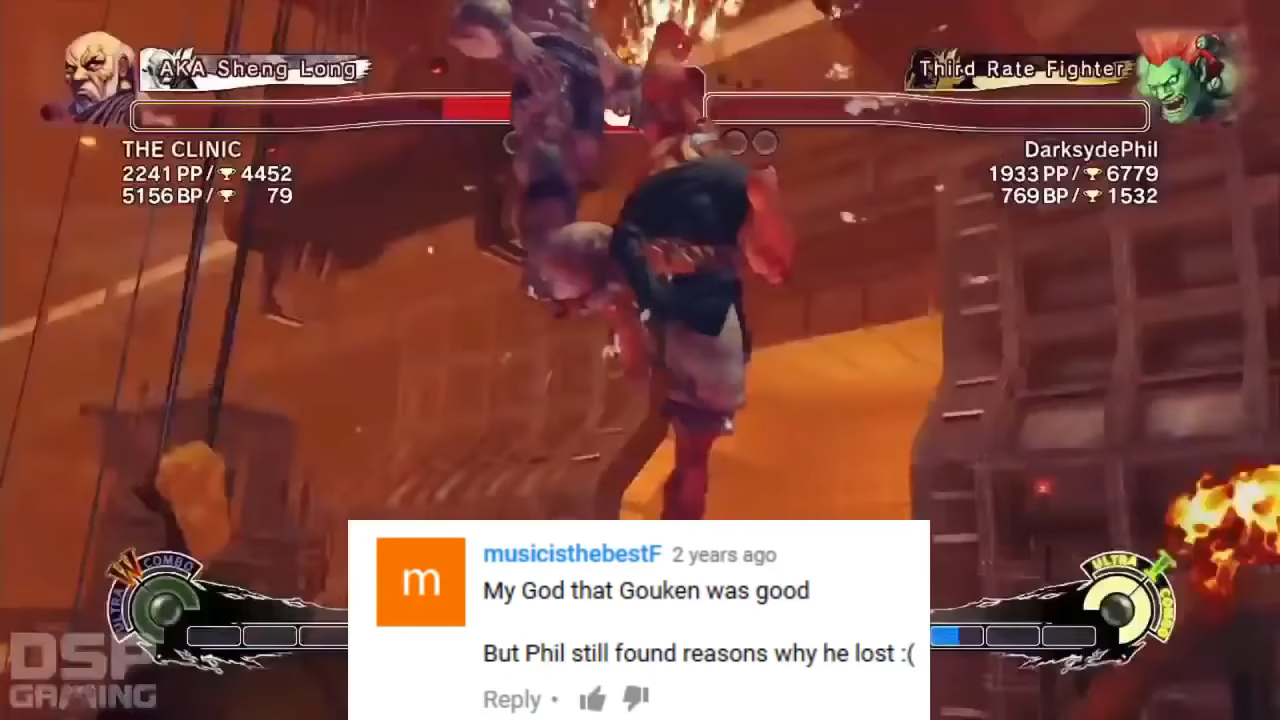 AKA Sheng Long
Third Rate Fighter
THE CLINIC
2241 PP / 4452
5156 BP / 79
DarksydePhil
1933 PP / 6779
769 BP / 1532
W
ULTRA COMBO
ULTRA COMBO
DSP
GAMING
m
musicisthebestF 2 years ago
My God that Gouken was good
But Phil still found reasons why he lost :(
Reply •